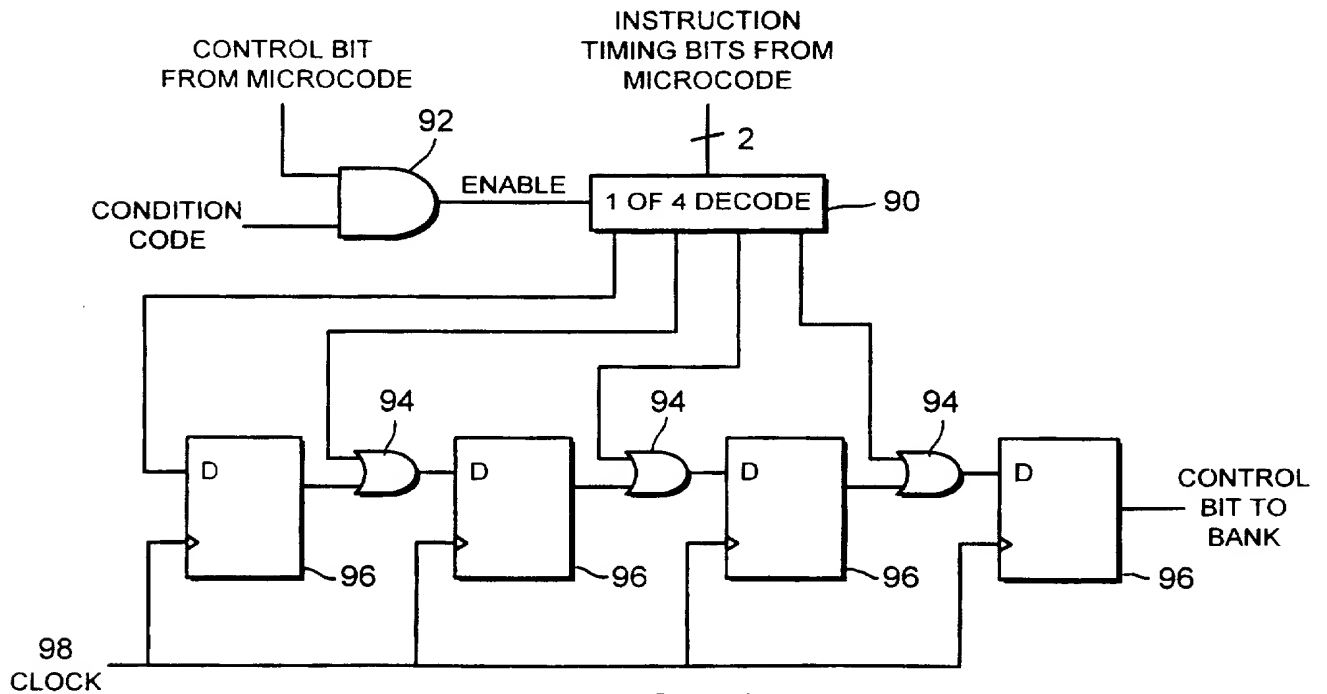 INSTRUCTION
TIMING BITS FROM
MICROCODE
CONTROL BIT
FROM MICROCODE
92
2
ENABLE
1 OF 4 DECODE
90
CONDITION
CODE
94
94
94
D
D
D
D
CONTROL
BIT TO
BANK
96
96
96
96
98
CLOCK